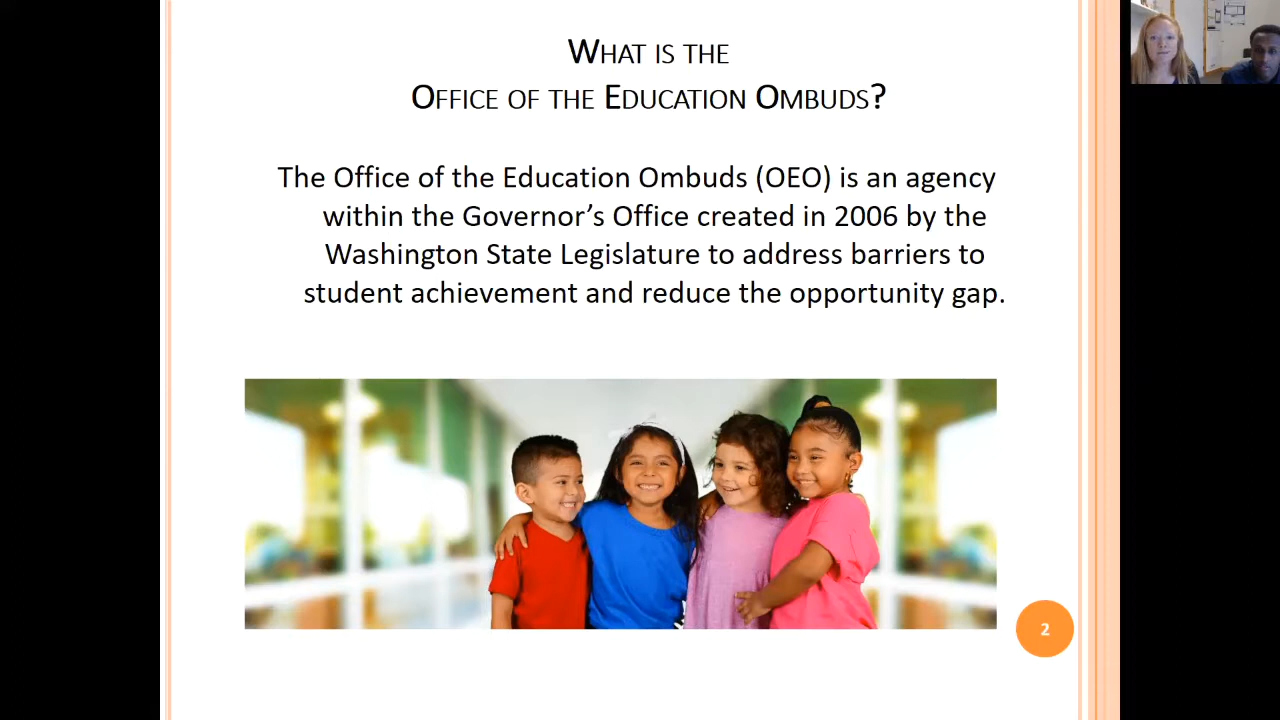 What is the
Office of the Education Ombuds?
The Office of the Education Ombuds (OEO) is an agency
within the Governor’s Office created in 2006 by the
Washington State Legislature to address barriers to
student achievement and reduce the opportunity gap.
2